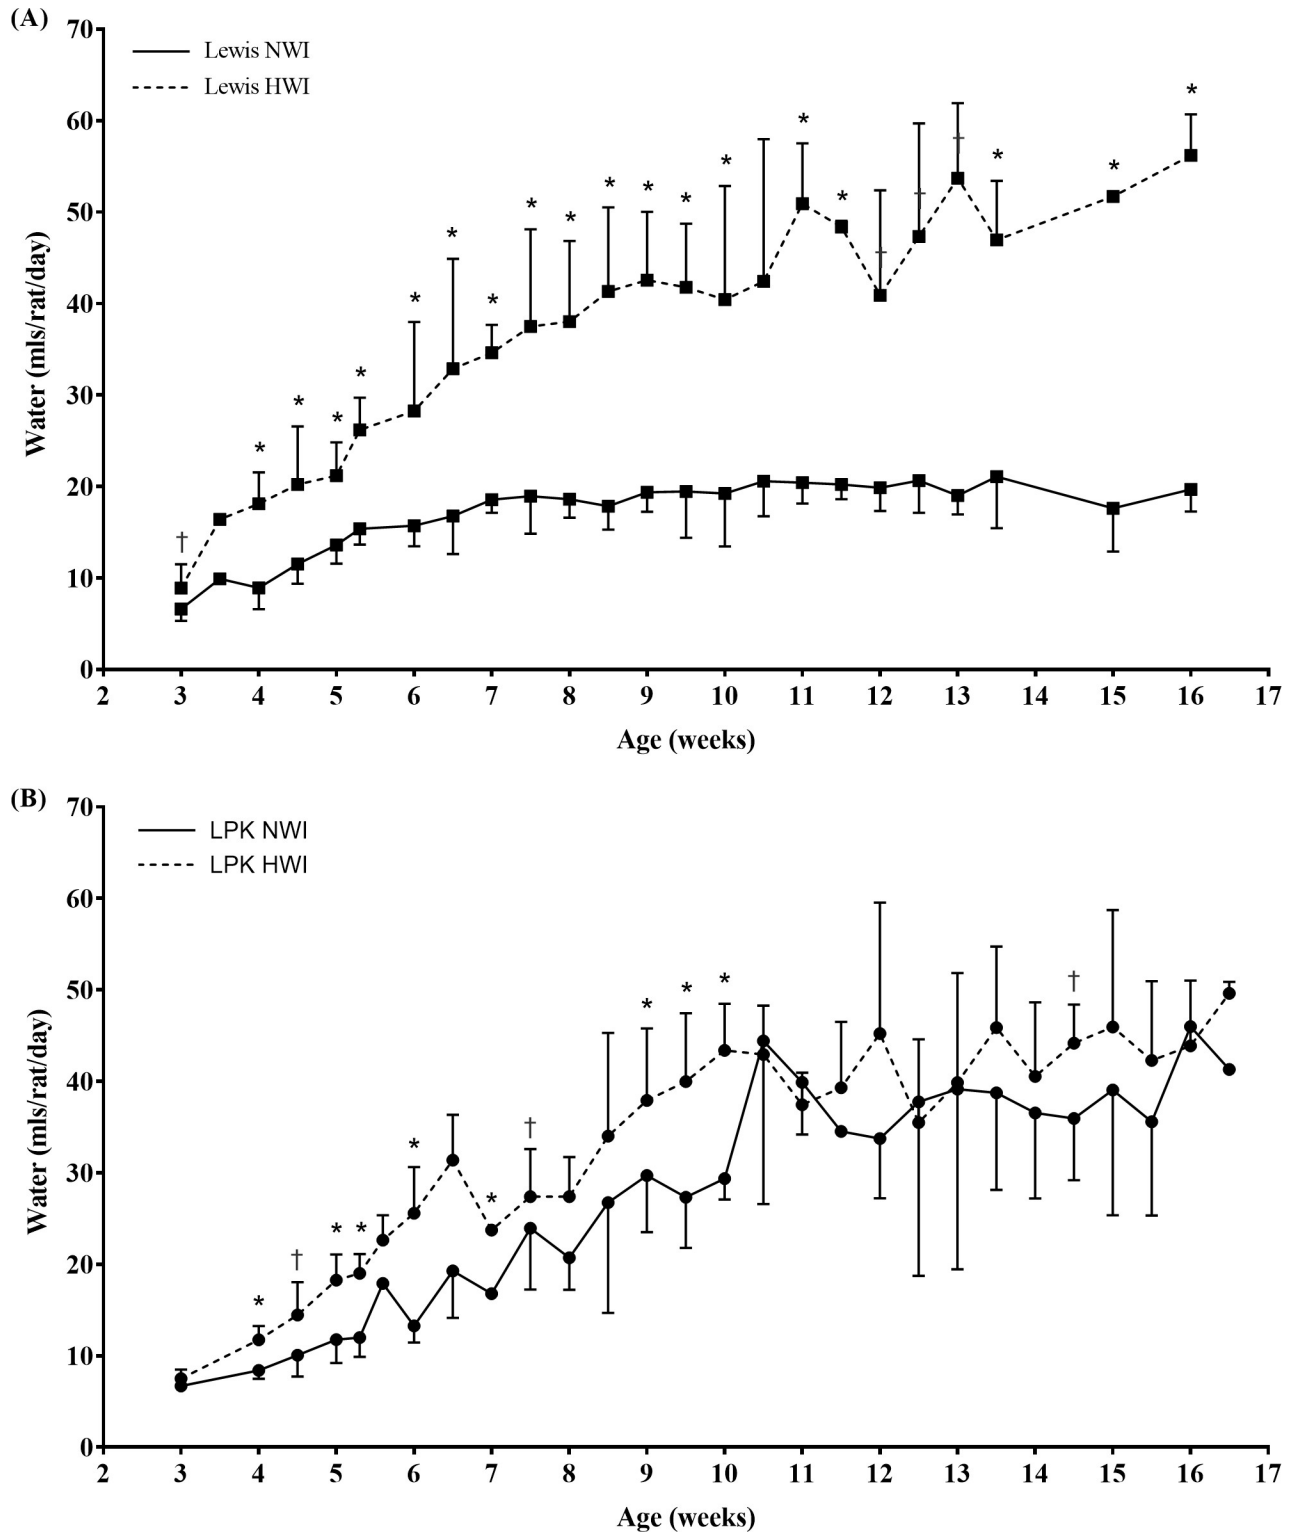 (A)
70
60
50
40
30
20
10
0
Lewis NWI
Lewis HWI
Water (mls/rat/day)
† * * * * * * * * * * * * * * * † † † * * *
2 3 4 5 6 7 8 9 10 11 12 13 14 15 16 17
Age (weeks)
(B)
70
60
50
40
30
20
10
0
LPK NWI
LPK HWI
Water (mls/rat/day)
* † * * * * † * * * †
2 3 4 5 6 7 8 9 10 11 12 13 14 15 16 17
Age (weeks)